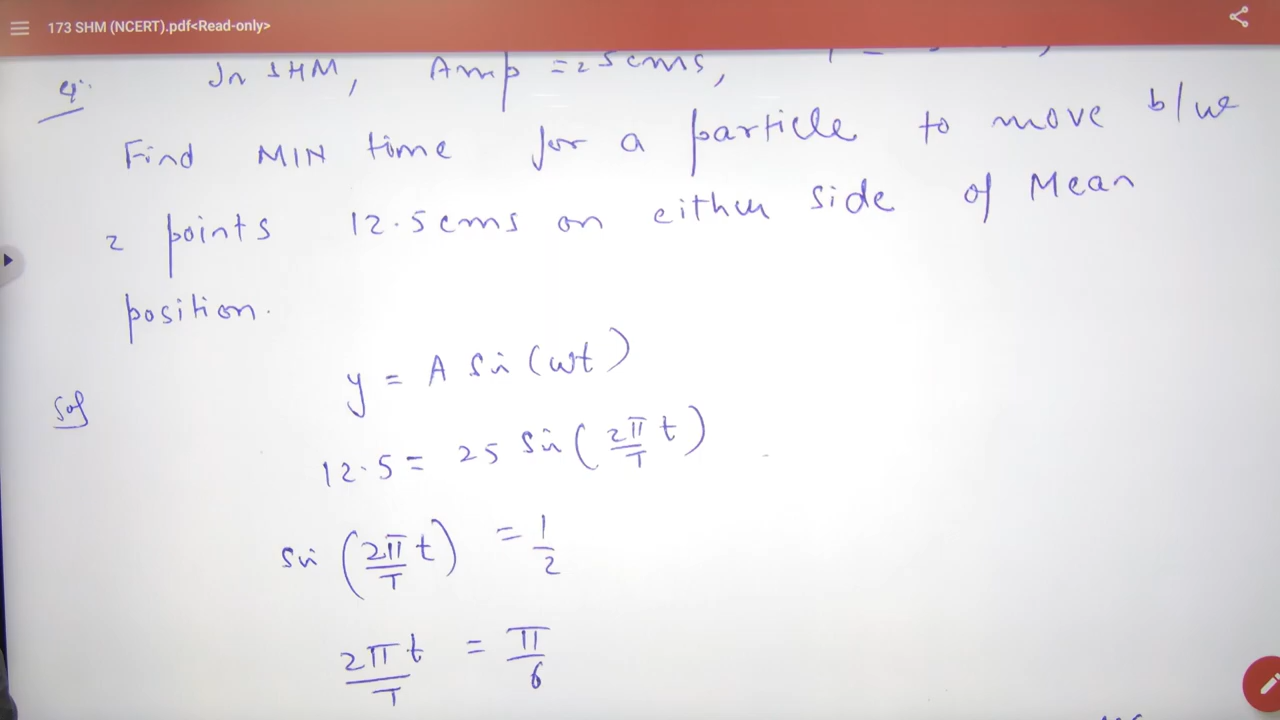 173 SHM (NCERT).pdf<Read-only>
eg:- In SHM, Amp = 25 cms,
Find MIN time for a particle to move b/w
2 points 12.5 cms on either side of Mean
position.
Sol y = A sin (wt)
12.5 = 25 sin (2π/T t)
sin (2π/T t) = 1/2
2πt/T = π/6